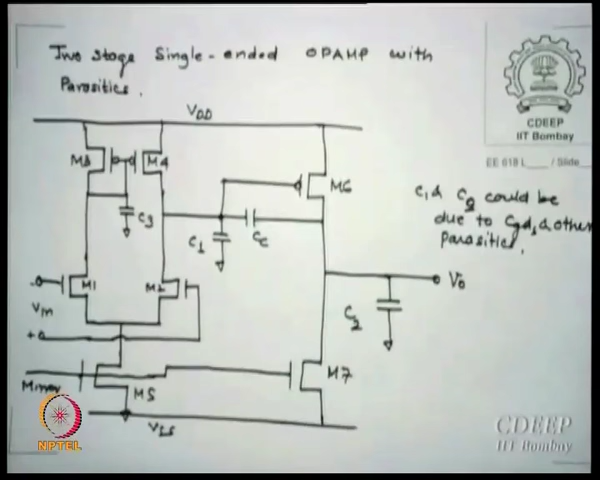 Two stage Single-ended OPAMP with
Parasitics.
VDD
M3
M4
C3
C1
Cc
M6
C1 & C2 could be
due to Cgd, & other
Parasitics.
M1
M2
Vin
+
Vo
C2
Mirror
M5
M7
VSS
CDEEP
IIT Bombay
EE 618 L____ / Slide
NPTEL
CDEEP
IIT Bombay